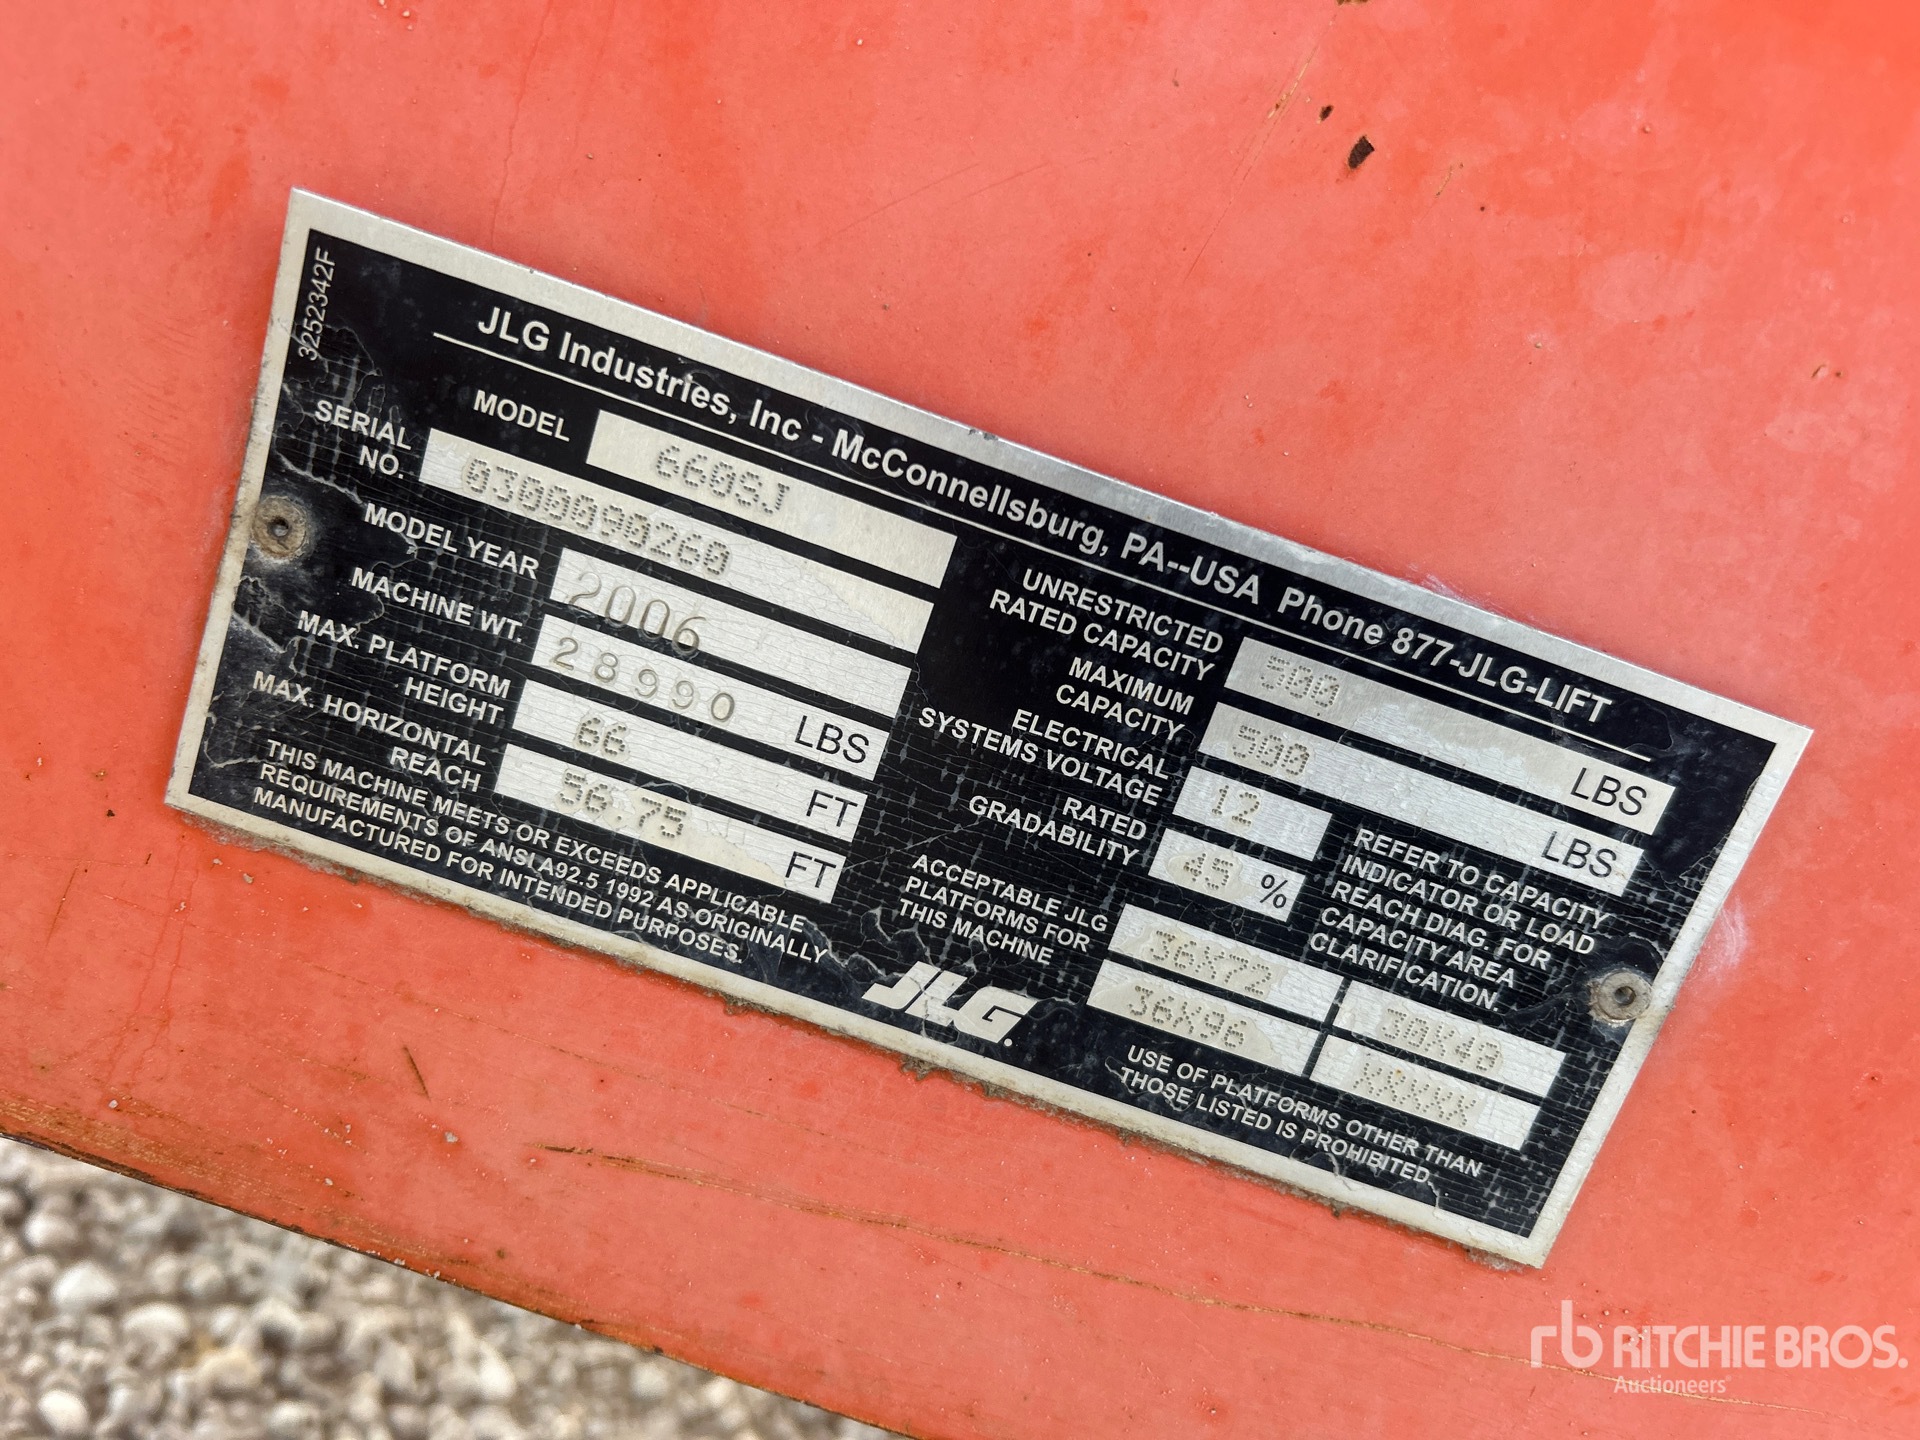 3252342F
JLG Industries, Inc - McConnellsburg, PA--USA Phone 877-JLG-LIFT
MODEL 660SJ
SERIAL NO. 0300090260
MODEL YEAR 2006
MACHINE WT. 28990 LBS
MAX. PLATFORM HEIGHT 66 FT
MAX. HORIZONTAL REACH 56.75 FT
THIS MACHINE MEETS OR EXCEEDS APPLICABLE
REQUIREMENTS OF ANSI A92.5 1992 AS ORIGINALLY
MANUFACTURED FOR INTENDED PURPOSES.
UNRESTRICTED RATED CAPACITY 500 LBS
MAXIMUM CAPACITY 500 LBS
ELECTRICAL SYSTEMS VOLTAGE 12
RATED GRADABILITY 45 %
REFER TO CAPACITY
INDICATOR OR LOAD
REACH DIAG. FOR
CAPACITY AREA
CLARIFICATION.
ACCEPTABLE JLG
PLATFORMS FOR
THIS MACHINE
36X72 30X48
36X96 XXXXX
USE OF PLATFORMS OTHER THAN
THOSE LISTED IS PROHIBITED
JLG.
rb RITCHIE BROS.
Auctioneers